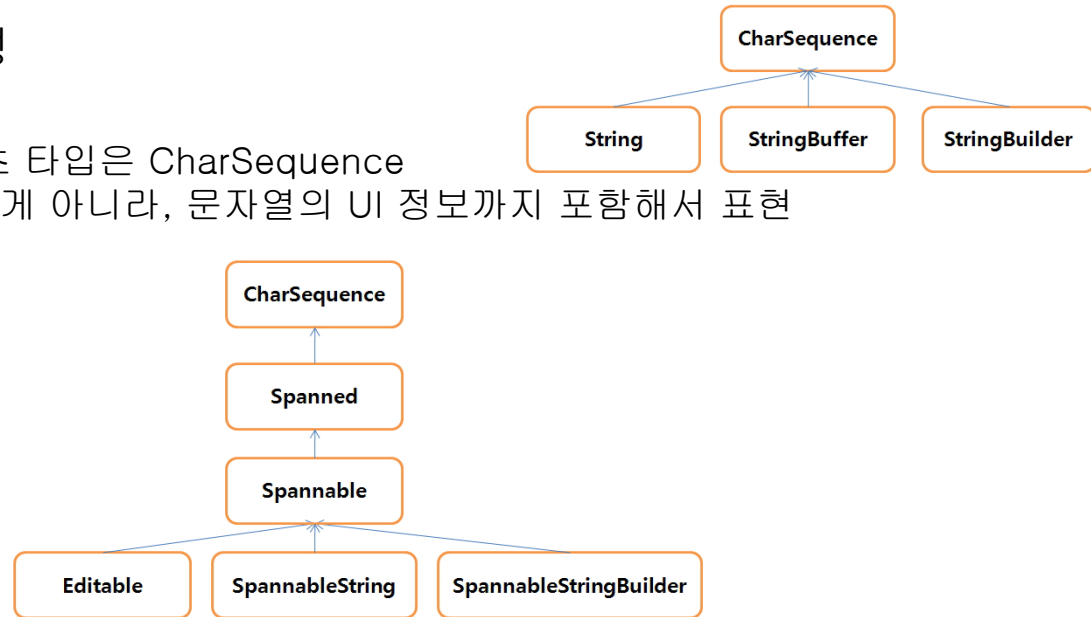 CharSequence
String StringBuffer StringBuilder
타입은 CharSequence
게 아니라, 문자열의 UI 정보까지 포함해서 표현
CharSequence
Spanned
Spannable
Editable SpannableString SpannableStringBuilder